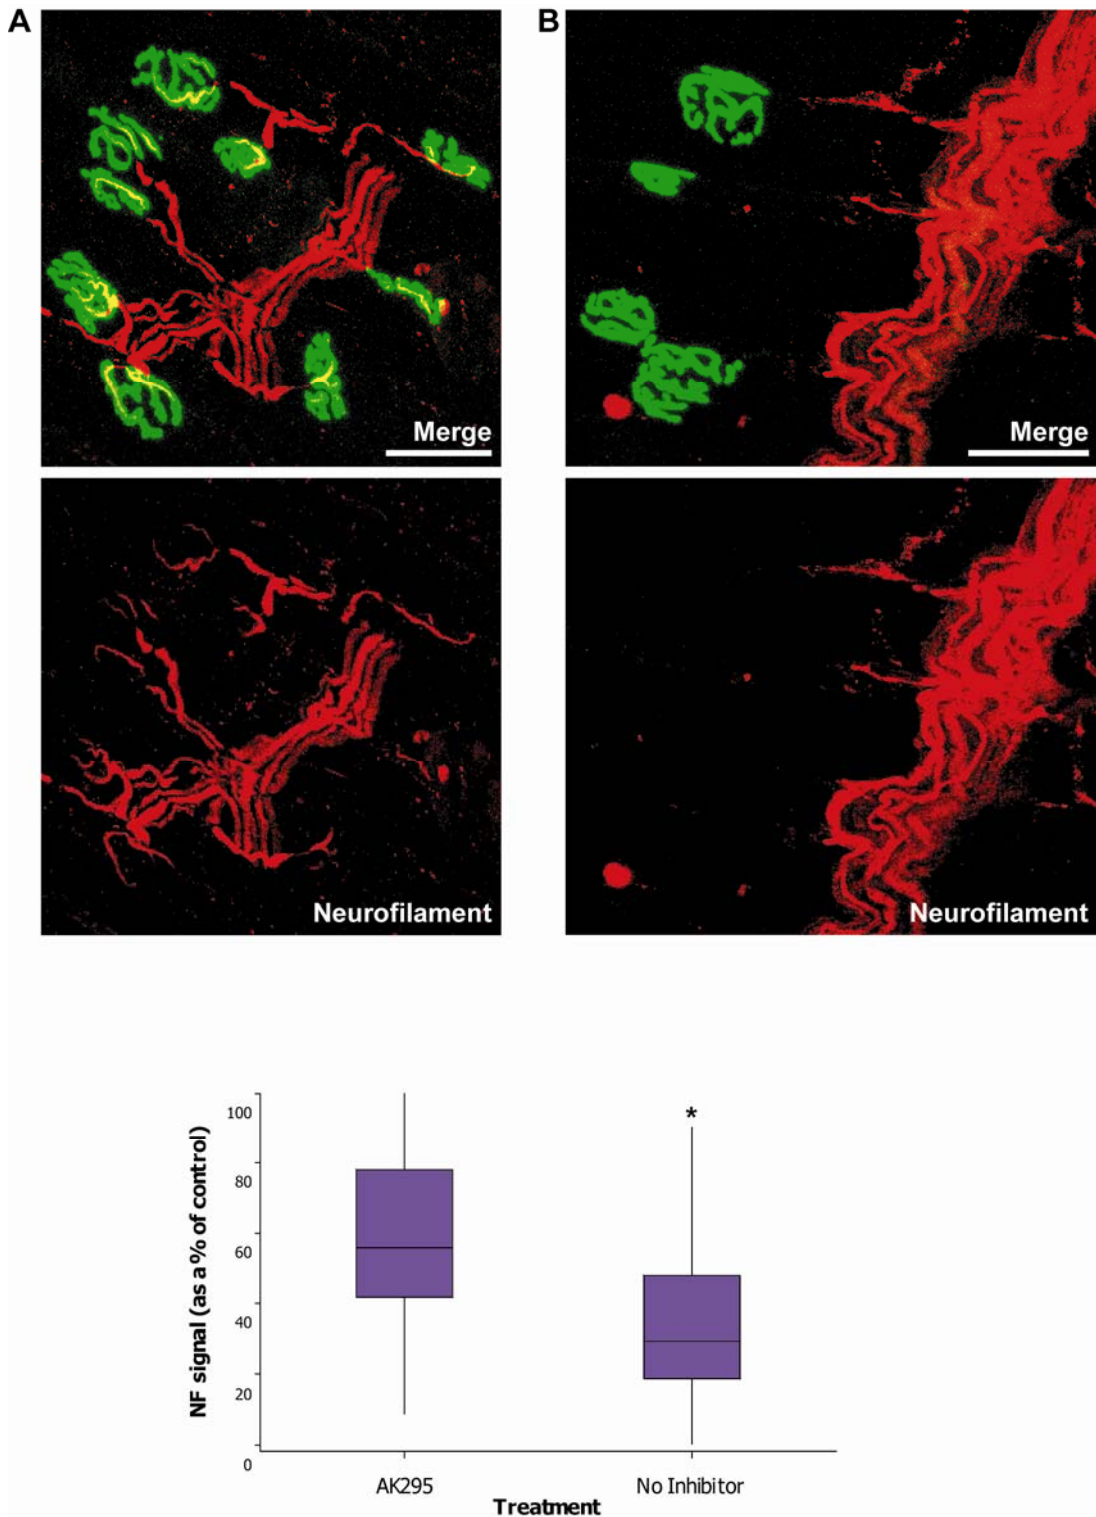 A
B
Merge
Merge
Neurofilament
Neurofilament
NF signal (as a % of control)
100
80
60
40
20
0
*
AK295
No Inhibitor
Treatment